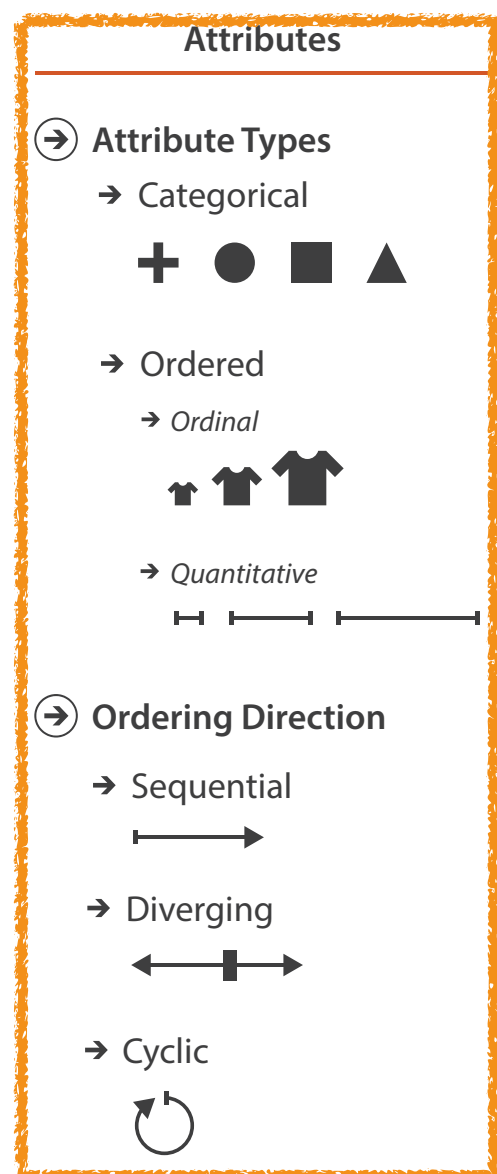 Attributes
Attribute Types
Categorical
Ordered
Ordinal
Quantitative
Ordering Direction
Sequential
Diverging
Cyclic